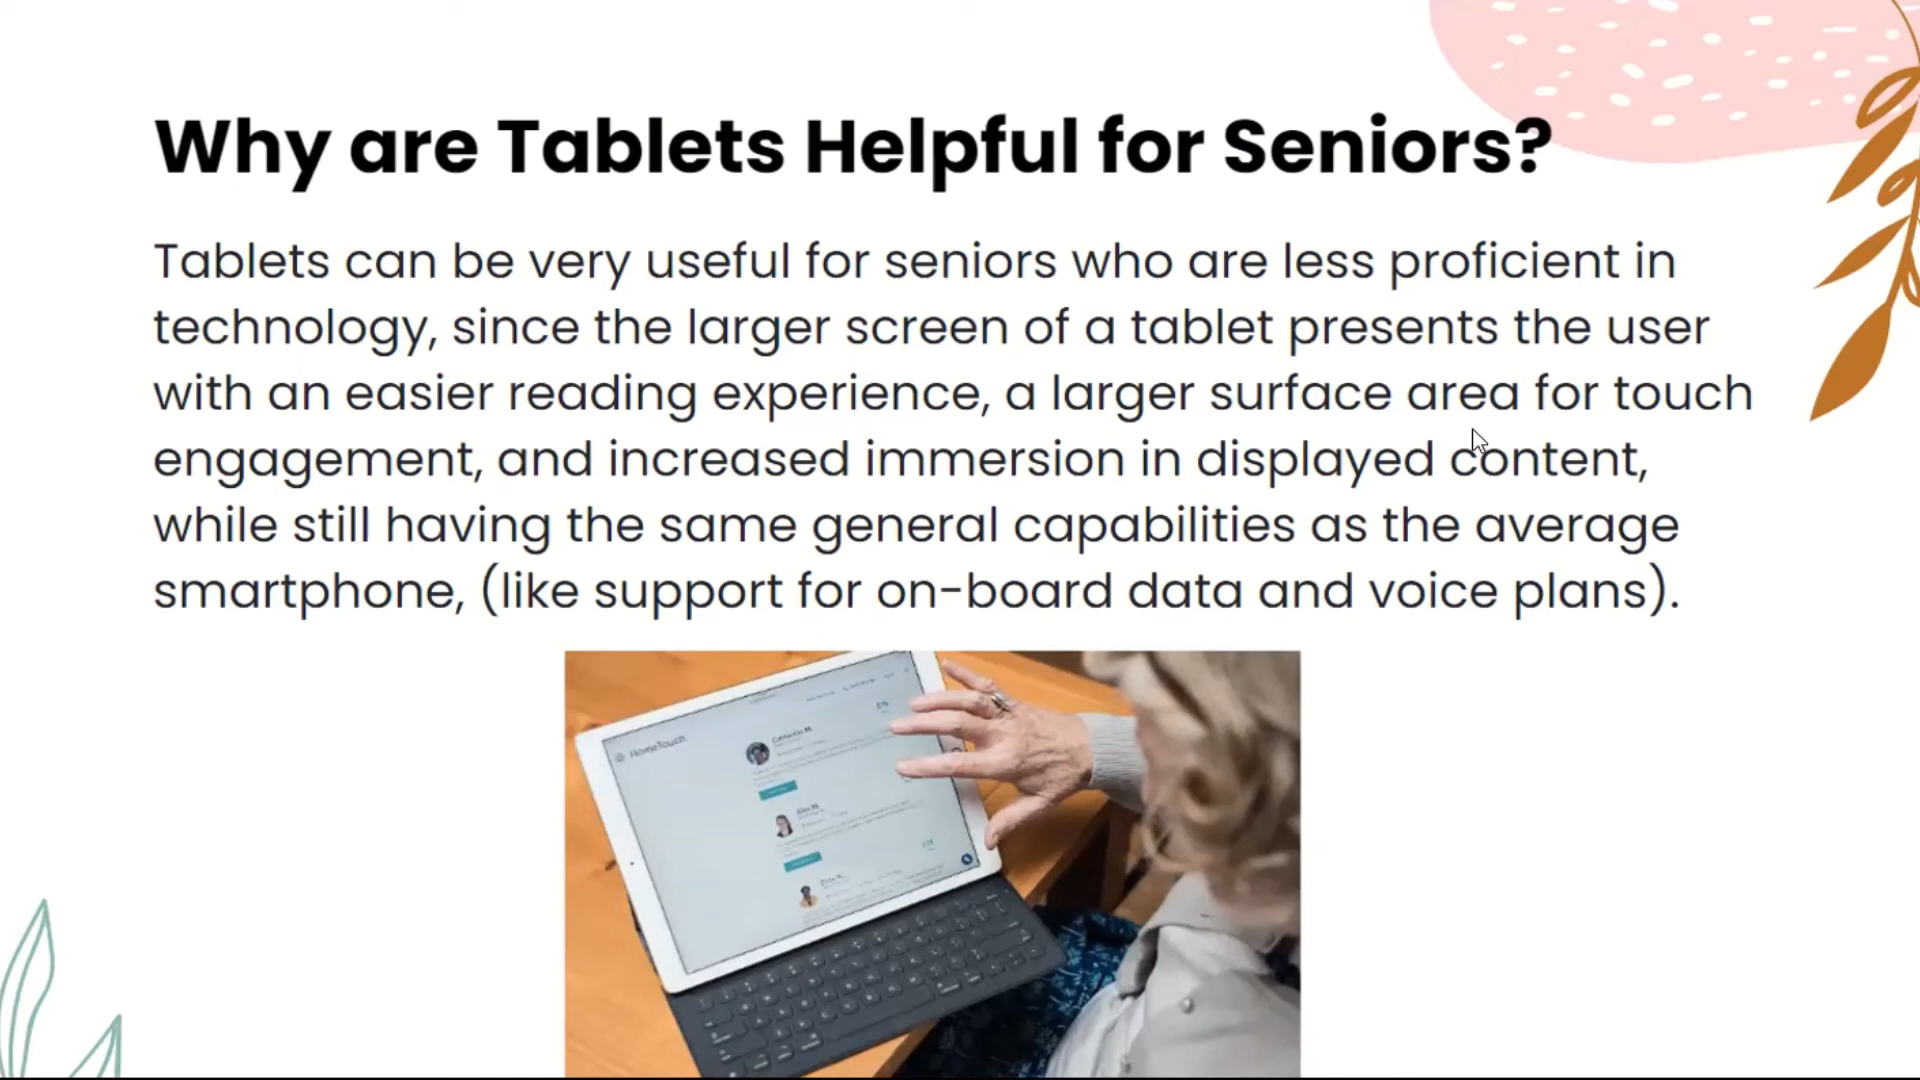 Why are Tablets Helpful for Seniors?
Tablets can be very useful for seniors who are less proficient in
technology, since the larger screen of a tablet presents the user
with an easier reading experience, a larger surface area for touch
engagement, and increased immersion in displayed content,
while still having the same general capabilities as the average
smartphone, (like support for on-board data and voice plans).
HomeTouch